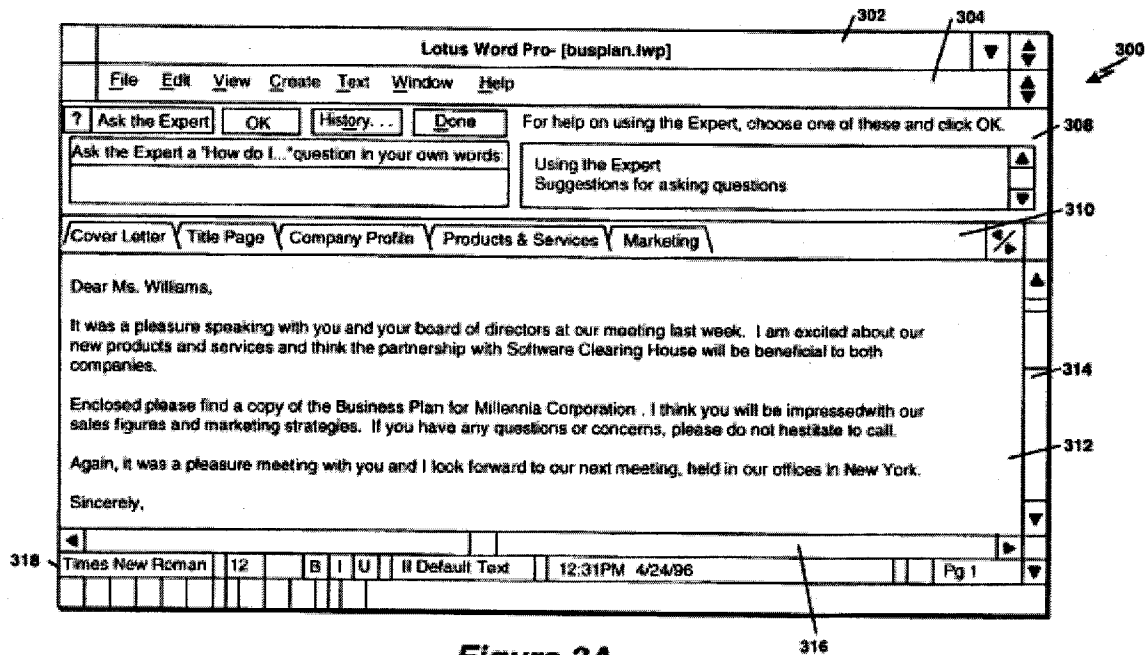 302
304
300
Lotus Word Pro- [busplan.lwp]
File Edit View Create Text Window Help
? Ask the Expert OK History. . . Done For help on using the Expert, choose one of these and click OK.
308
Ask the Expert a "How do I..."question in your own words:
Using the Expert
Suggestions for asking questions
310
Cover Letter Title Page Company Profile Products & Services Marketing
Dear Ms. Williams,
It was a pleasure speaking with you and your board of directors at our meeting last week. I am excited about our
new products and services and think the partnership with Software Clearing House will be beneficial to both
companies.
314
Enclosed please find a copy of the Business Plan for Millennia Corporation . I think you will be impressedwith our
sales figures and marketing strategies. If you have any questions or concerns, please do not hestitate to call.
312
Again, it was a pleasure meeting with you and I look forward to our next meeting, held in our offices in New York.
Sincerely,
318
Times New Roman 12 B I U Default Text 12:31PM 4/24/96 Pg 1
316